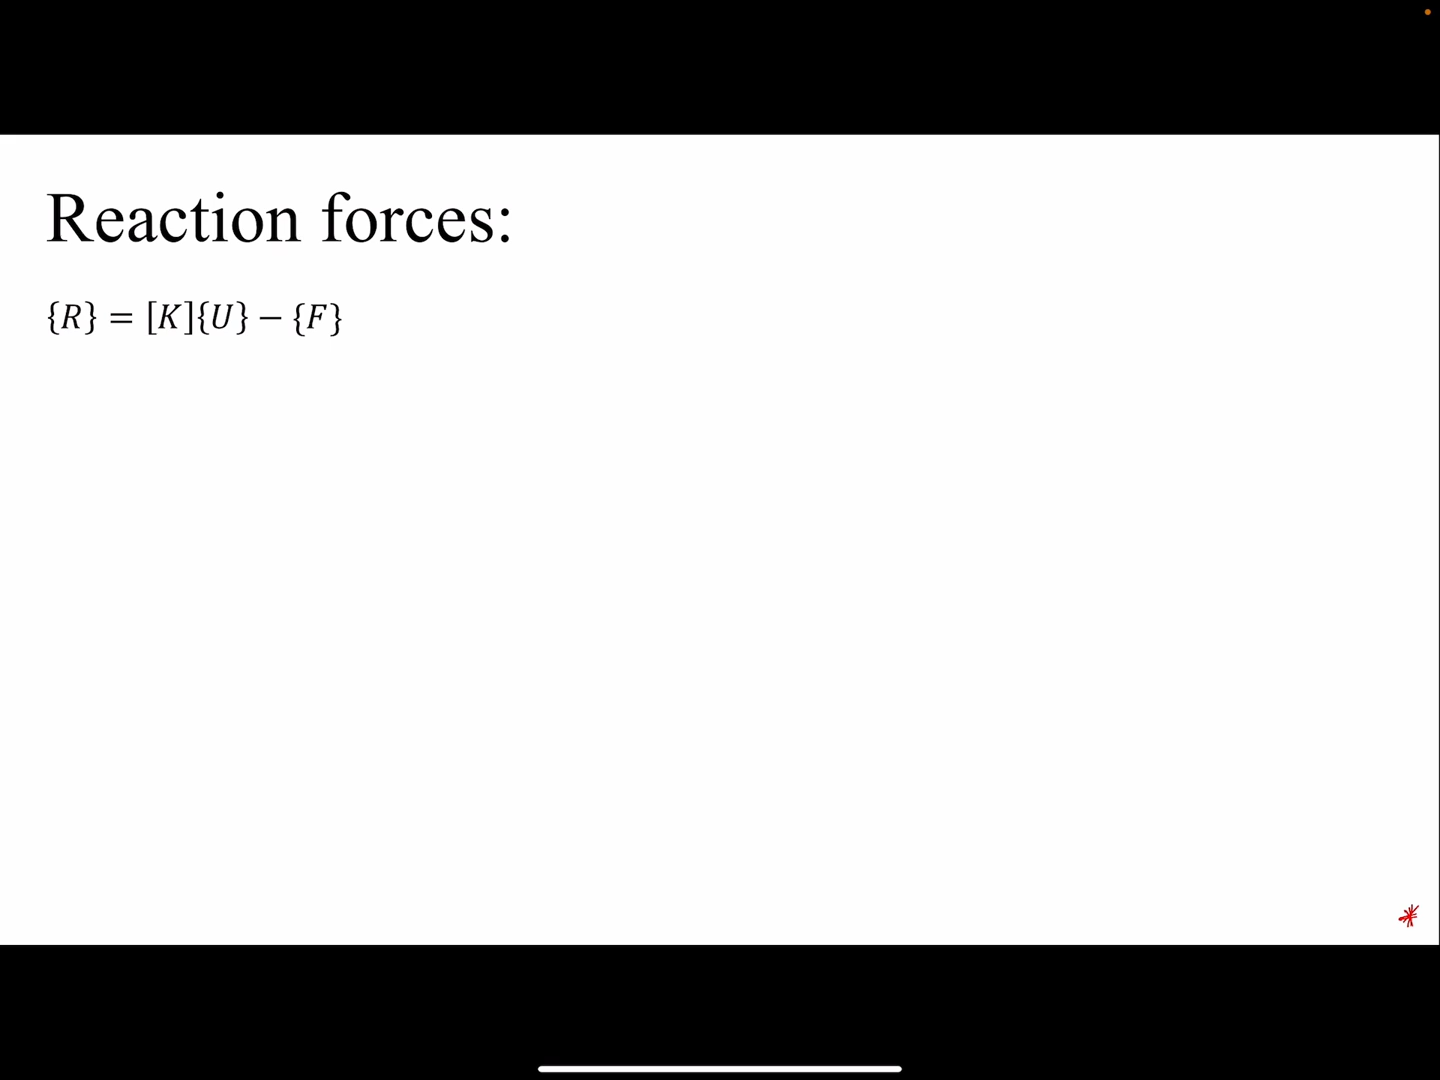 Reaction forces:
{R} = [K]{U} − {F}